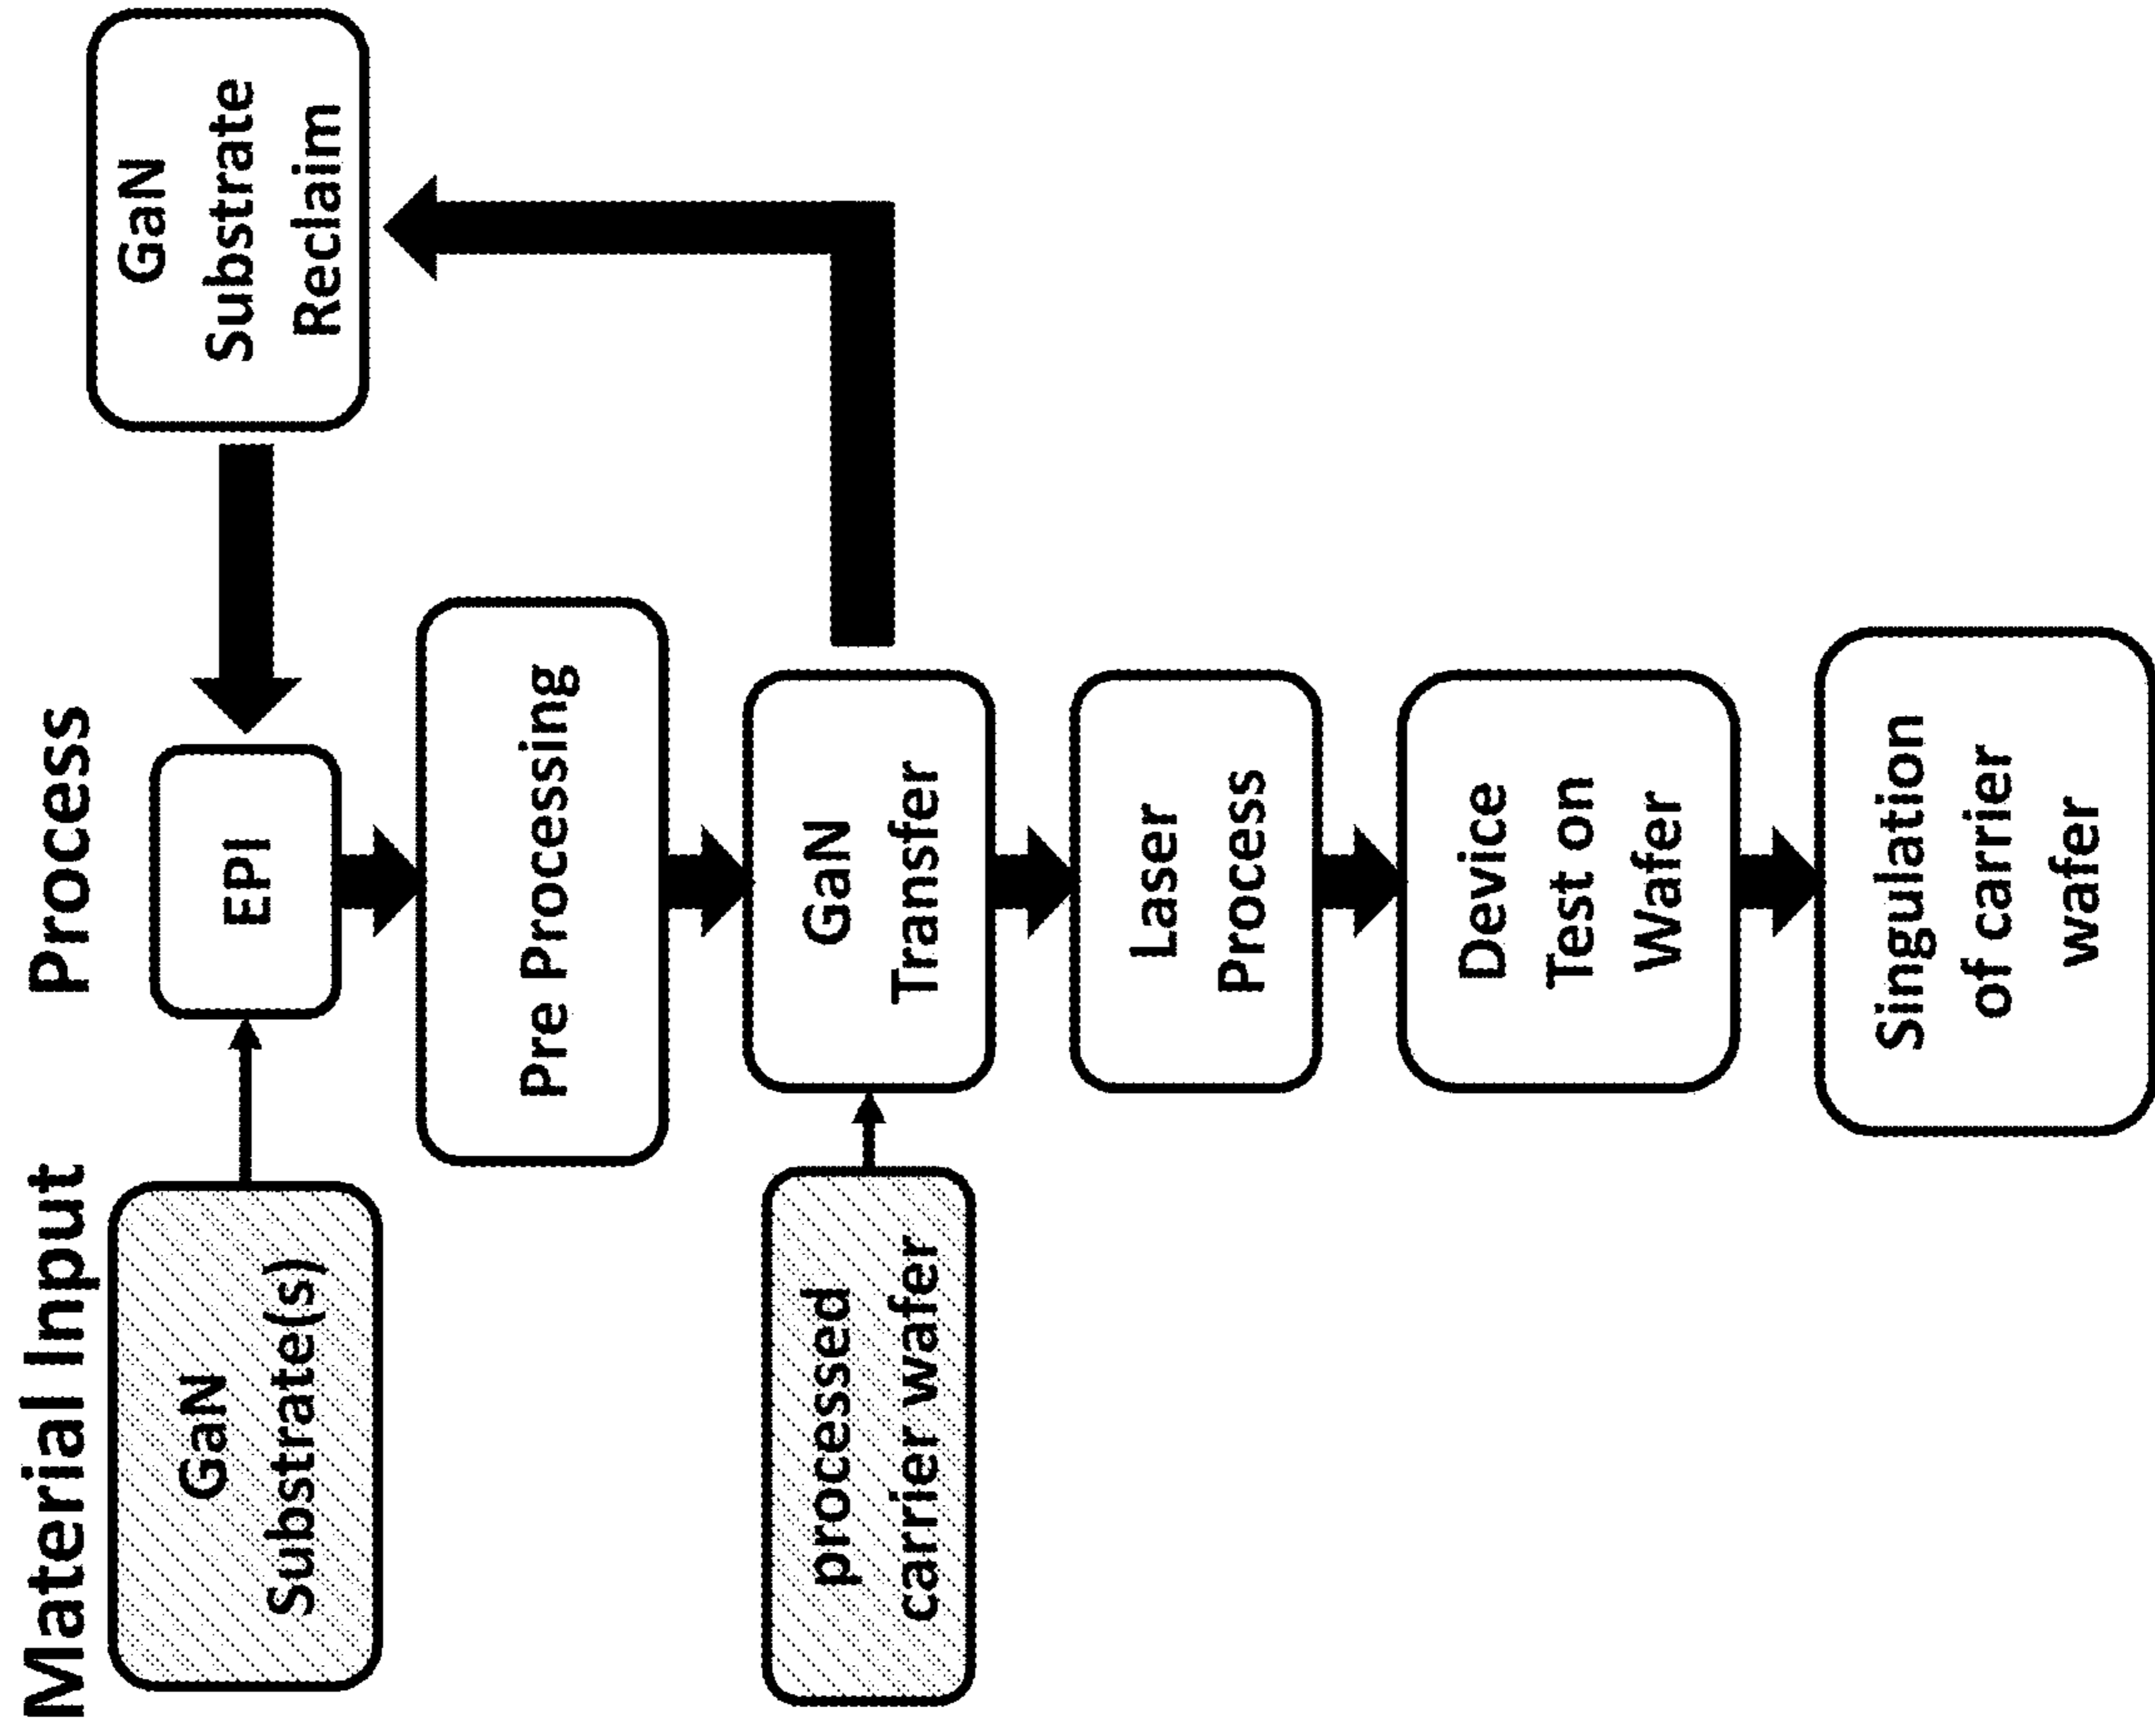 Material Input
Process
GaN
Substrate(s)
EPI
GaN
Substrate
Reclaim
Pre Processing
processed
carrier wafer
GaN
Transfer
Laser
Process
Device
Test on
Wafer
Singulation
of carrier
wafer